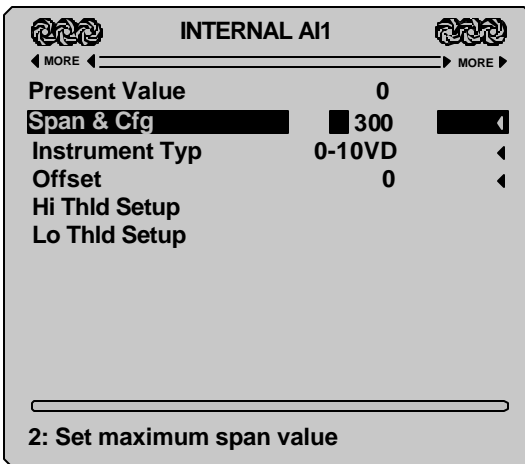 INTERNAL AI1
MORE MORE
Present Value 0
Span & Cfg 300
Instrument Typ 0-10VD
Offset 0
Hi Thld Setup
Lo Thld Setup
2: Set maximum span value